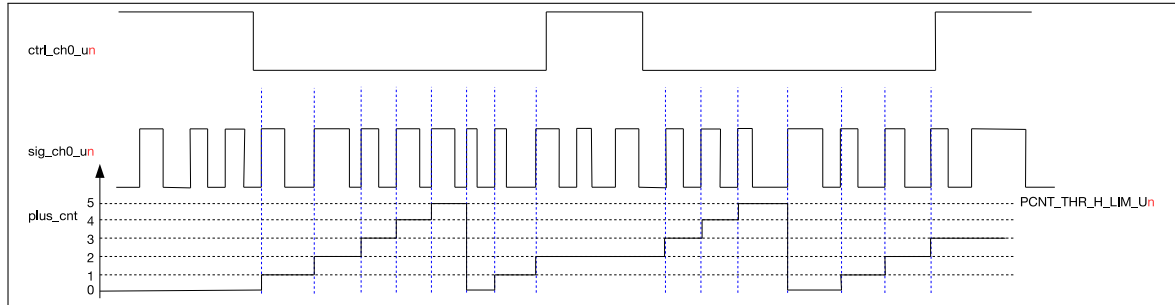 ctrl_ch0_un
sig_ch0_un
plus_cnt
5
4
3
2
1
0
PCNT_THR_H_LIM_Un